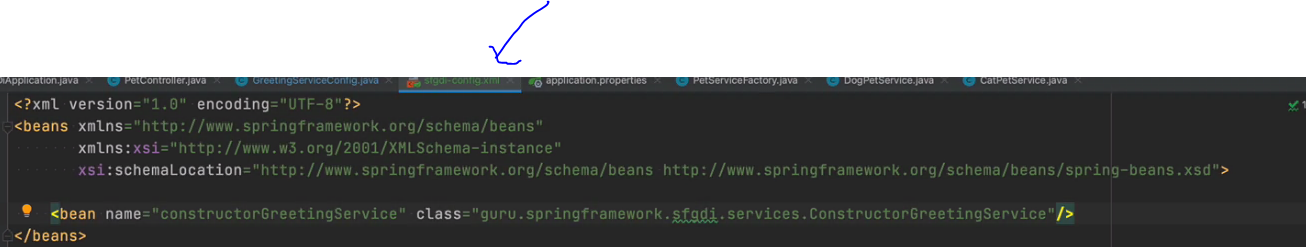 DiApplication.java PetController.java GreetingServiceConfig.java sfgdi-config.xml application.properties PetServiceFactory.java DogPetService.java CatPetService.java
<?xml version="1.0" encoding="UTF-8"?>
<beans xmlns="http://www.springframework.org/schema/beans"
xmlns:xsi="http://www.w3.org/2001/XMLSchema-instance"
xsi:schemaLocation="http://www.springframework.org/schema/beans http://www.springframework.org/schema/beans/spring-beans.xsd">
<bean name="constructorGreetingService" class="guru.springframework.sfgdi.services.ConstructorGreetingService"/>
</beans>